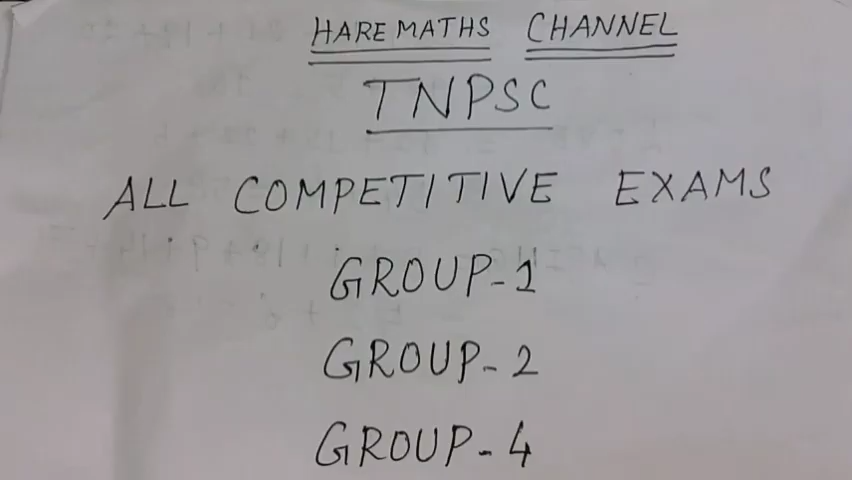 HARE MATHS CHANNEL
TNPSC
ALL COMPETITIVE EXAMS
GROUP-1
GROUP-2
GROUP-4